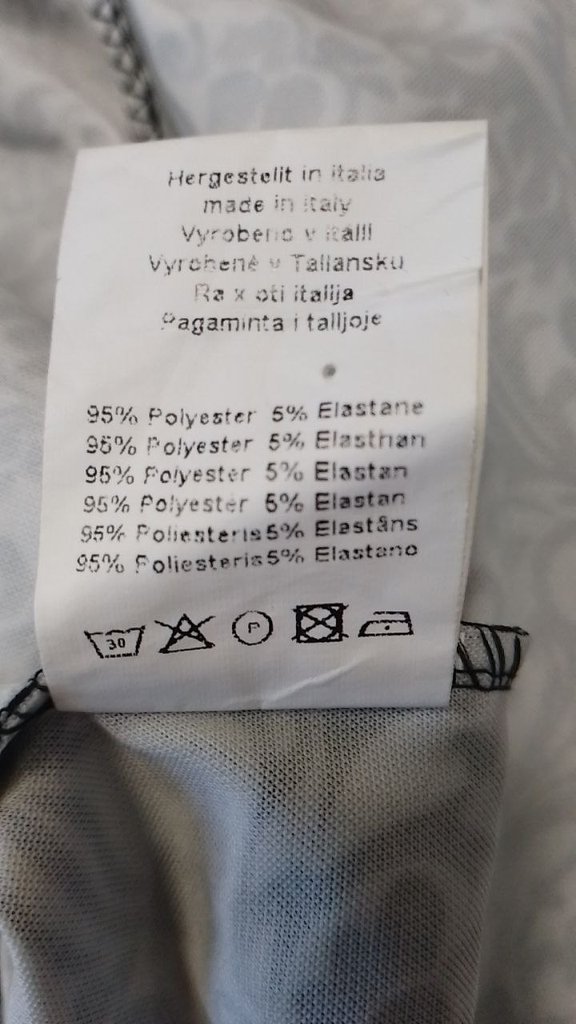 Hergestellt in italia
made in italy
Vyrobeno v itálii
Vyrobené v Taliansku
Ra x oti italija
Pagaminta i talijoje
95% Polyester 5% Elastane
95% Polyester 5% Elasthan
95% Polyester 5% Elastan
95% Polyester 5% Elastan
95% Poliesteris 5% Elastāns
95% Poliesteris 5% Elastano
30
P